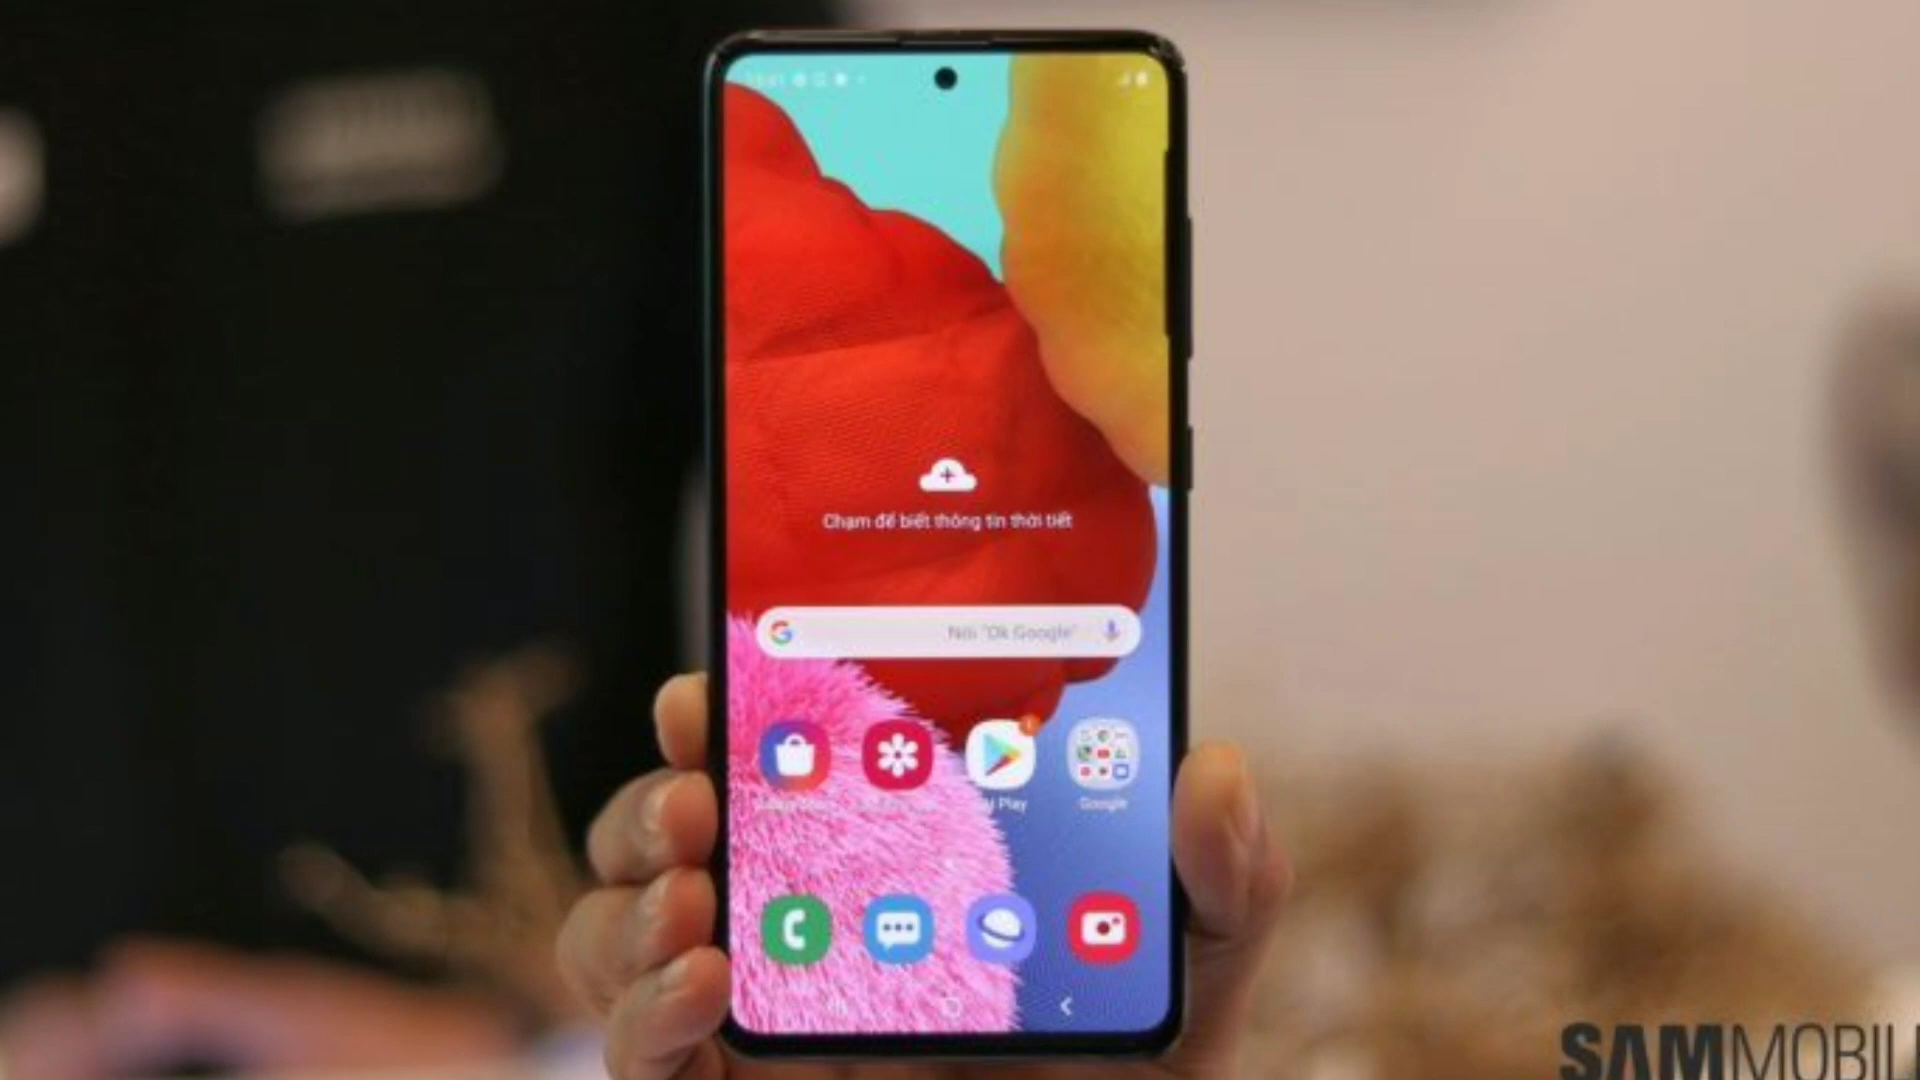 Chạm để biết thông tin thời tiết
Nói "Ok Google"
Play
Google
SAMMOBIL